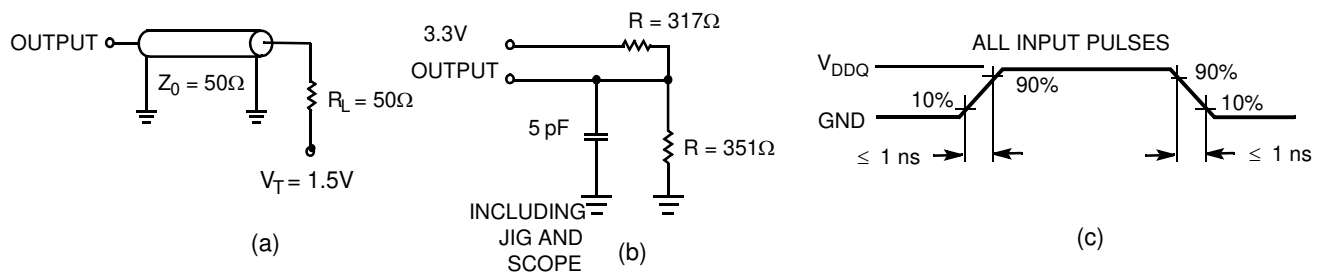 OUTPUT
Z0 = 50Ω
RL = 50Ω
VT = 1.5V
(a)
R = 317Ω
3.3V
OUTPUT
5 pF
R = 351Ω
INCLUDING
JIG AND
SCOPE
(b)
ALL INPUT PULSES
VDDQ
GND
10%
90%
90%
10%
≤ 1 ns
≤ 1 ns
(c)